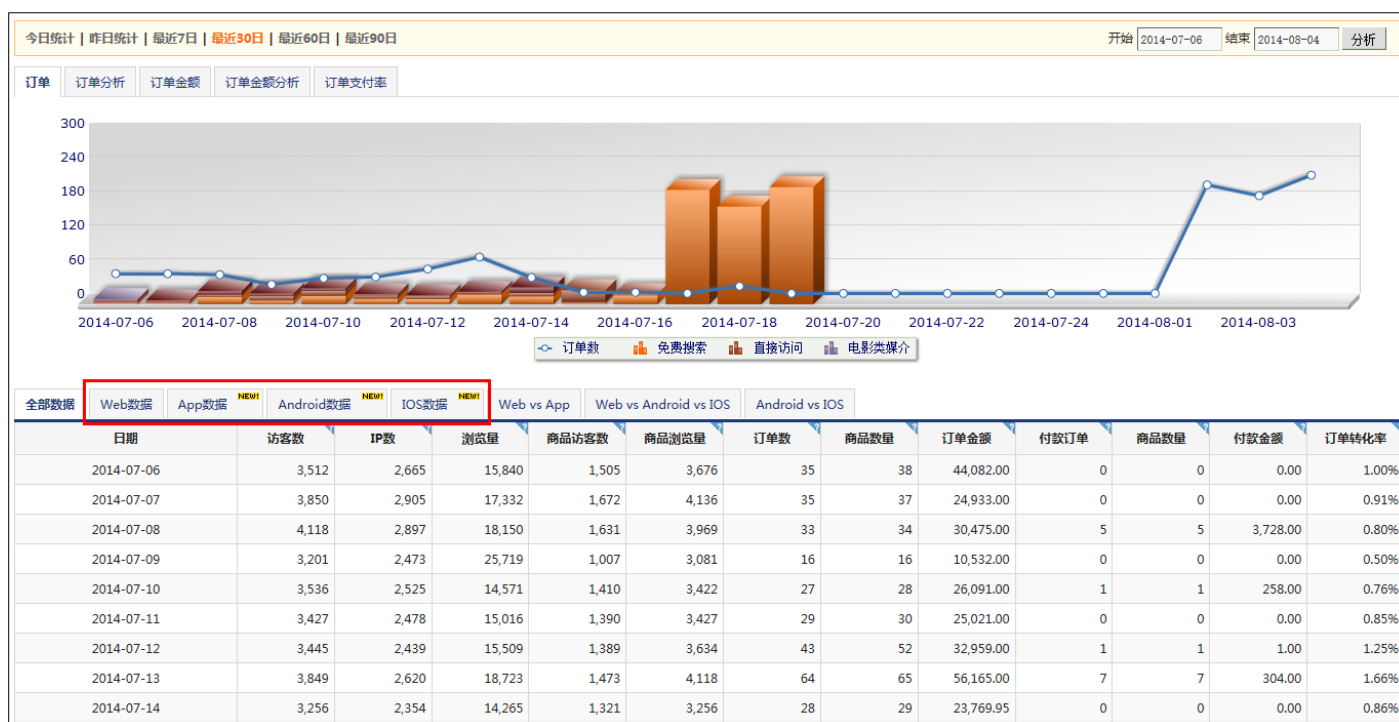 今日统计 | 昨日统计 | 最近7日 | 最近30日 | 最近60日 | 最近90日 开始 2014-07-06 结束 2014-08-04 分析
订单 订单分析 订单金额 订单金额分析 订单支付率
300
240
180
120
60
0
2014-07-06 2014-07-08 2014-07-10 2014-07-12 2014-07-14 2014-07-16 2014-07-18 2014-07-20 2014-07-22 2014-07-24 2014-08-01 2014-08-03
订单数 免费搜索 直接访问 电影类媒介
全部数据 Web数据 App数据 NEW! Android数据 NEW! IOS数据 NEW! Web vs App Web vs Android vs IOS Android vs IOS
日期 访客数 IP数 浏览量 商品访客数 商品浏览量 订单数 商品数量 订单金额 付款订单 商品数量 付款金额 订单转化率
2014-07-06 3,512 2,665 15,840 1,505 3,676 35 38 44,082.00 0 0 0.00 1.00%
2014-07-07 3,850 2,905 17,332 1,672 4,136 35 37 24,933.00 0 0 0.00 0.91%
2014-07-08 4,118 2,897 18,150 1,631 3,969 33 34 30,475.00 5 5 3,728.00 0.80%
2014-07-09 3,201 2,473 25,719 1,007 3,081 16 16 10,532.00 0 0 0.00 0.50%
2014-07-10 3,536 2,525 14,571 1,410 3,422 27 28 26,091.00 1 1 258.00 0.76%
2014-07-11 3,427 2,478 15,016 1,390 3,427 29 30 25,021.00 0 0 0.00 0.85%
2014-07-12 3,445 2,439 15,509 1,389 3,634 43 52 32,959.00 1 1 1.00 1.25%
2014-07-13 3,849 2,620 18,723 1,473 4,118 64 65 56,165.00 7 7 304.00 1.66%
2014-07-14 3,256 2,354 14,265 1,321 3,256 28 29 23,769.95 0 0 0.00 0.86%